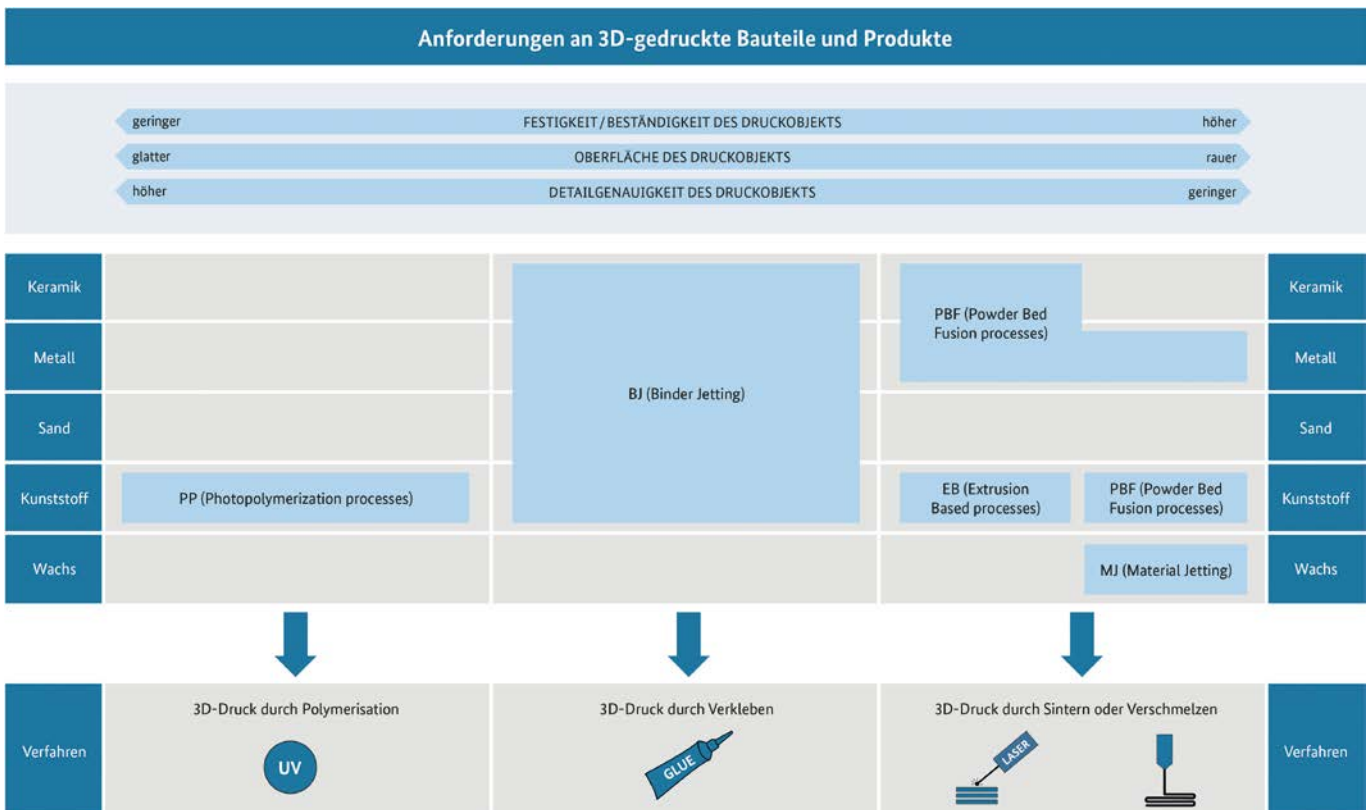 Anforderungen an 3D-gedruckte Bauteile und Produkte
geringer FESTIGKEIT/BESTÄNDIGKEIT DES DRUCKOBJEKTS höher
glatter OBERFLÄCHE DES DRUCKOBJEKTS rauer
höher DETAILGENAUIGKEIT DES DRUCKOBJEKTS geringer
Keramik
PBF (Powder Bed
Fusion processes)
Keramik
Metall
Metall
BJ (Binder Jetting)
Sand
Sand
Kunststoff
PP (Photopolymerization processes)
EB (Extrusion
Based processes)
PBF (Powder Bed
Fusion processes)
Kunststoff
Wachs
MJ (Material Jetting)
Wachs
Verfahren
3D-Druck durch Polymerisation
UV
3D-Druck durch Verkleben
GLUE
3D-Druck durch Sintern oder Verschmelzen
LASER
Verfahren